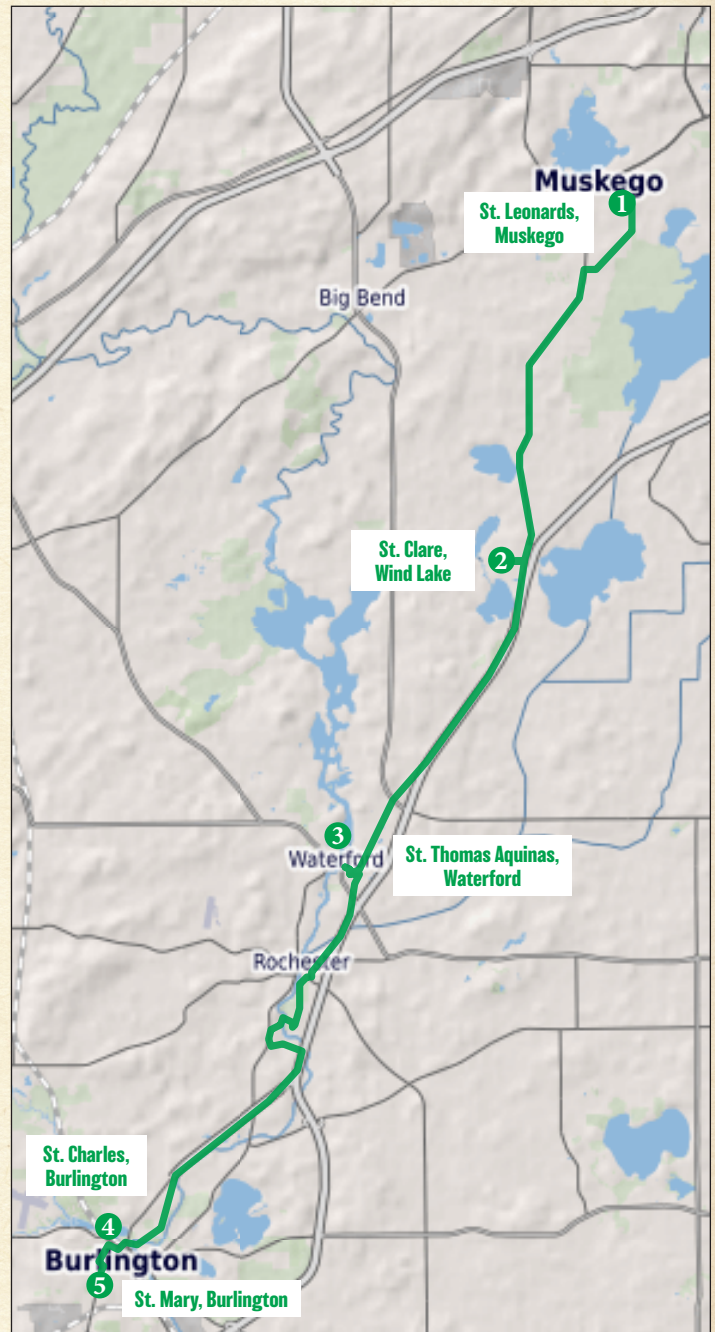 Muskego
1
St. Leonards,
Muskego
Big Bend
St. Clare,
Wind Lake
2
3
Waterford
St. Thomas Aquinas,
Waterford
Rochester
St. Charles,
Burlington
4
Burlington
5
St. Mary, Burlington